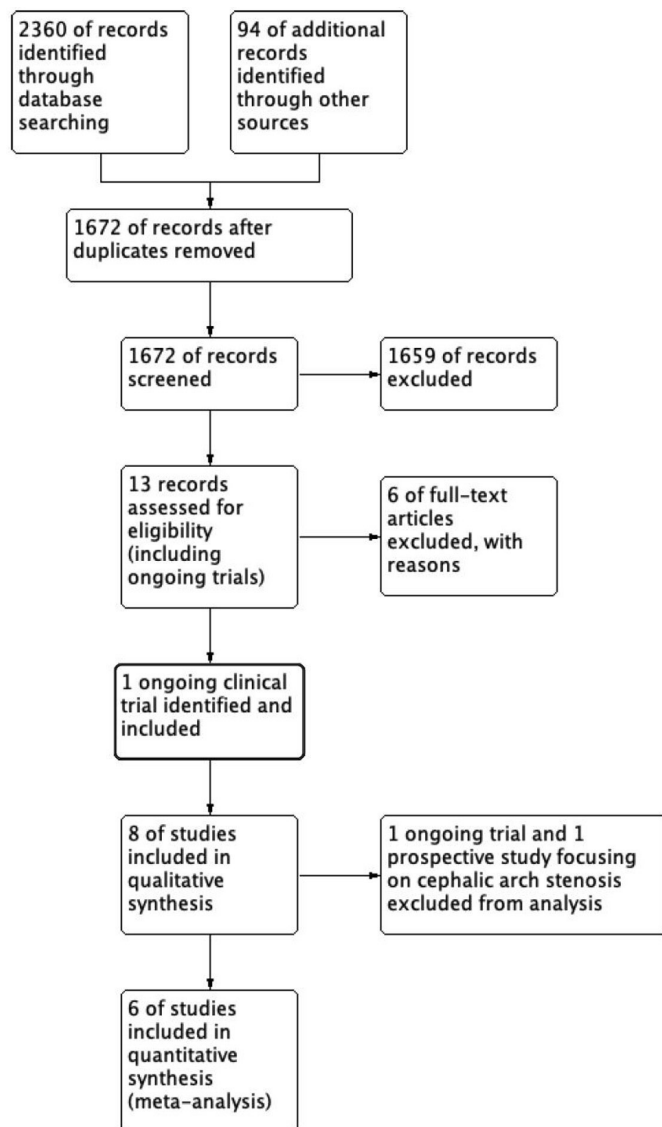 2360 of records
identified
through
database
searching
94 of additional
records
identified
through other
sources
1672 of records after
duplicates removed
1672 of records
screened
1659 of records
excluded
13 records
assessed for
eligibility
(including
ongoing trials)
6 of full-text
articles
excluded, with
reasons
1 ongoing clinical
trial identified and
included
8 of studies
included in
qualitative
synthesis
1 ongoing trial and 1
prospective study focusing
on cephalic arch stenosis
excluded from analysis
6 of studies
included in
quantitative
synthesis
(meta-analysis)